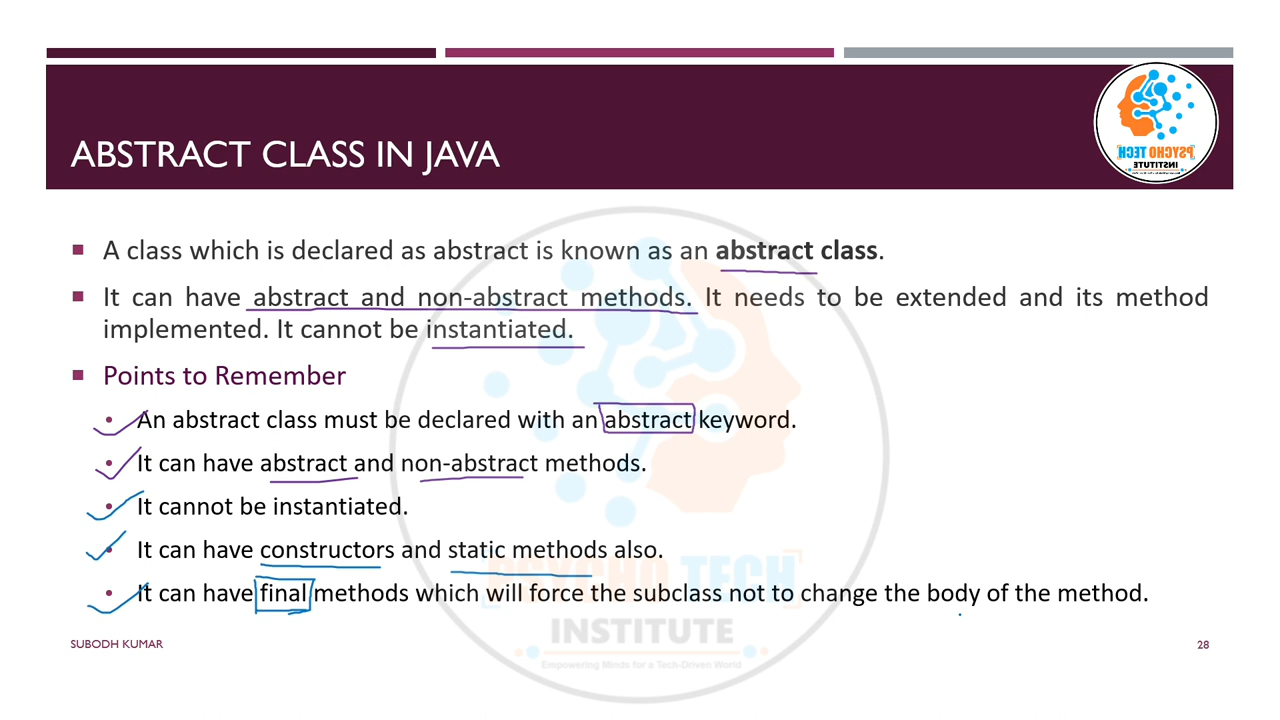 PSYCHO TECH
INSTITUTE
ABSTRACT CLASS IN JAVA
A class which is declared as abstract is known as an abstract class.
It can have abstract and non-abstract methods. It needs to be extended and its method
implemented. It cannot be instantiated.
Points to Remember
An abstract class must be declared with an abstract keyword.
It can have abstract and non-abstract methods.
It cannot be instantiated.
It can have constructors and static methods also.
It can have final methods which will force the subclass not to change the body of the method.
PSYCHO TECH
INSTITUTE
Empowering Minds for a Tech-Driven World
SUBODH KUMAR
28